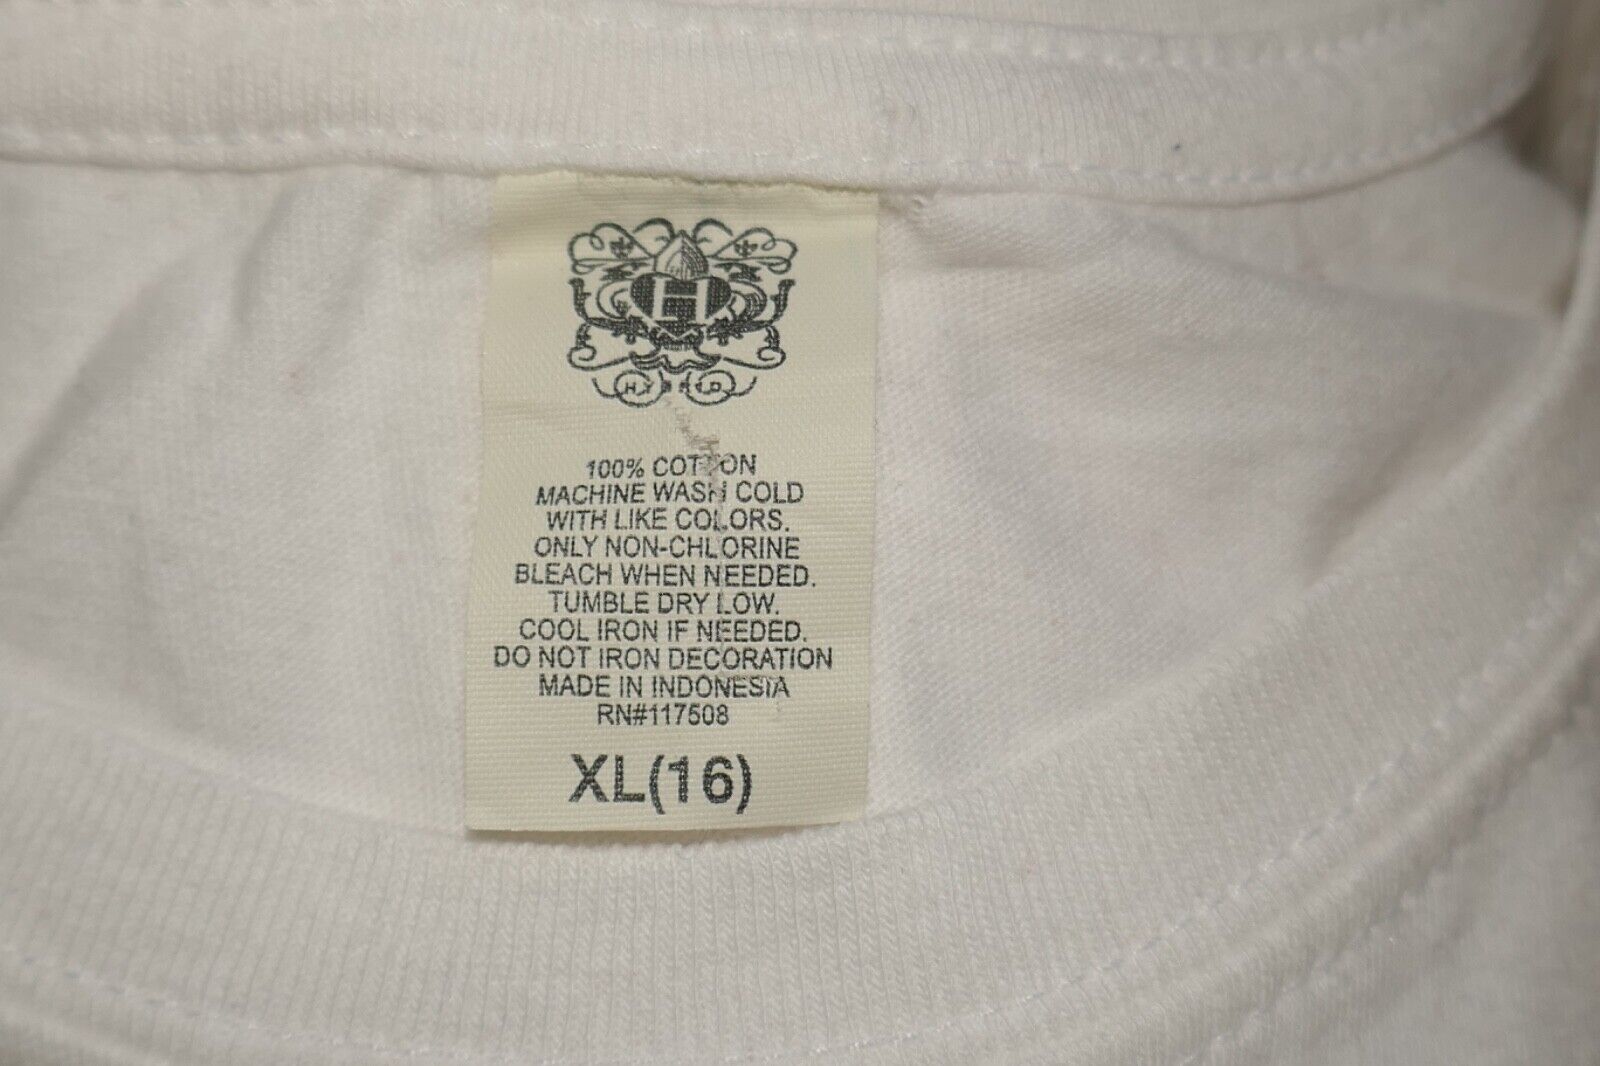 H
100% COTTON
MACHINE WASH COLD
WITH LIKE COLORS.
ONLY NON-CHLORINE
BLEACH WHEN NEEDED.
TUMBLE DRY LOW.
COOL IRON IF NEEDED.
DO NOT IRON DECORATION
MADE IN INDONESIA
RN#117508
XL(16)